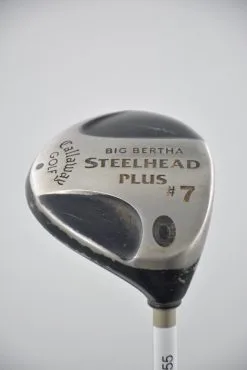 BIG BERTHA
STEELHEAD
PLUS
#7
Callaway
GOLF
55